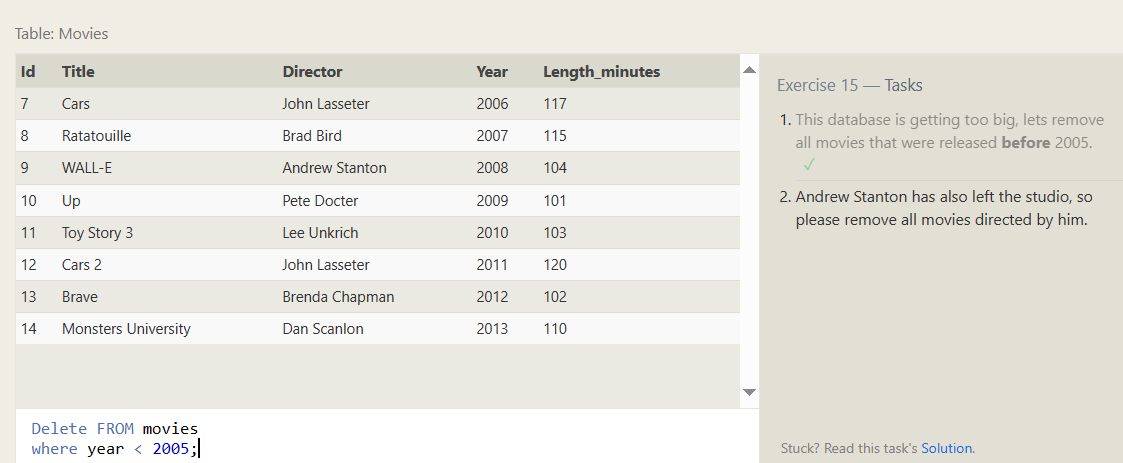 Table: Movies
Id Title Director Year Length_minutes
7 Cars John Lasseter 2006 117
8 Ratatouille Brad Bird 2007 115
9 WALL-E Andrew Stanton 2008 104
10 Up Pete Docter 2009 101
11 Toy Story 3 Lee Unkrich 2010 103
12 Cars 2 John Lasseter 2011 120
13 Brave Brenda Chapman 2012 102
14 Monsters University Dan Scanlon 2013 110
Delete FROM movies
where year < 2005;
Exercise 15 — Tasks
1. This database is getting too big, lets remove
all movies that were released before 2005.
✓
2. Andrew Stanton has also left the studio, so
please remove all movies directed by him.
Stuck? Read this task's Solution.